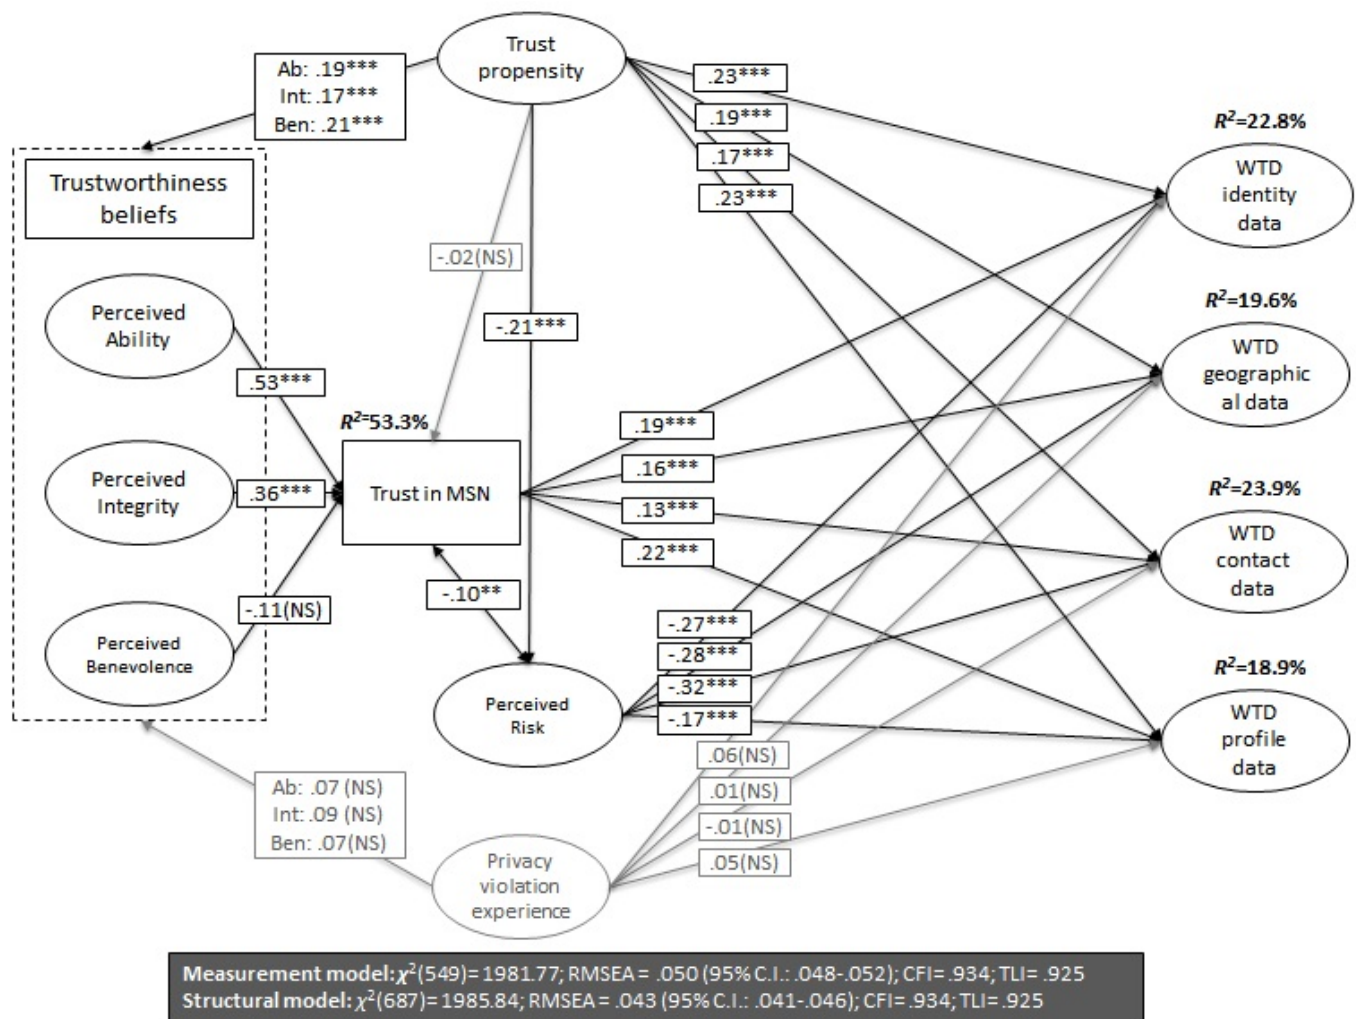 Trust
propensity
Ab: .19***
Int: .17***
Ben: .21***
.23***
.19***
.17***
.23***
R²=22.8%
WTD
identity
data
Trustworthiness
beliefs
-.02(NS)
Perceived
Ability
-.21***
R²=19.6%
WTD
geographic
al data
.53***
R²=53.3%
.19***
Perceived
Integrity
.36***
Trust in MSN
.16***
.13***
.22***
R²=23.9%
WTD
contact
data
-.10**
-.11(NS)
Perceived
Benevolence
-.27***
-.28***
-.32***
-.17***
Perceived
Risk
R²=18.9%
WTD
profile
data
.06(NS)
.01(NS)
-.01(NS)
.05(NS)
Ab: .07 (NS)
Int: .09 (NS)
Ben: .07(NS)
Privacy
violation
experience
Measurement model: χ²(549)= 1981.77; RMSEA = .050 (95% C.I.: .048-.052); CFI= .934; TLI= .925
Structural model: χ²(687)= 1985.84; RMSEA = .043 (95% C.I.: .041-.046); CFI= .934; TLI= .925